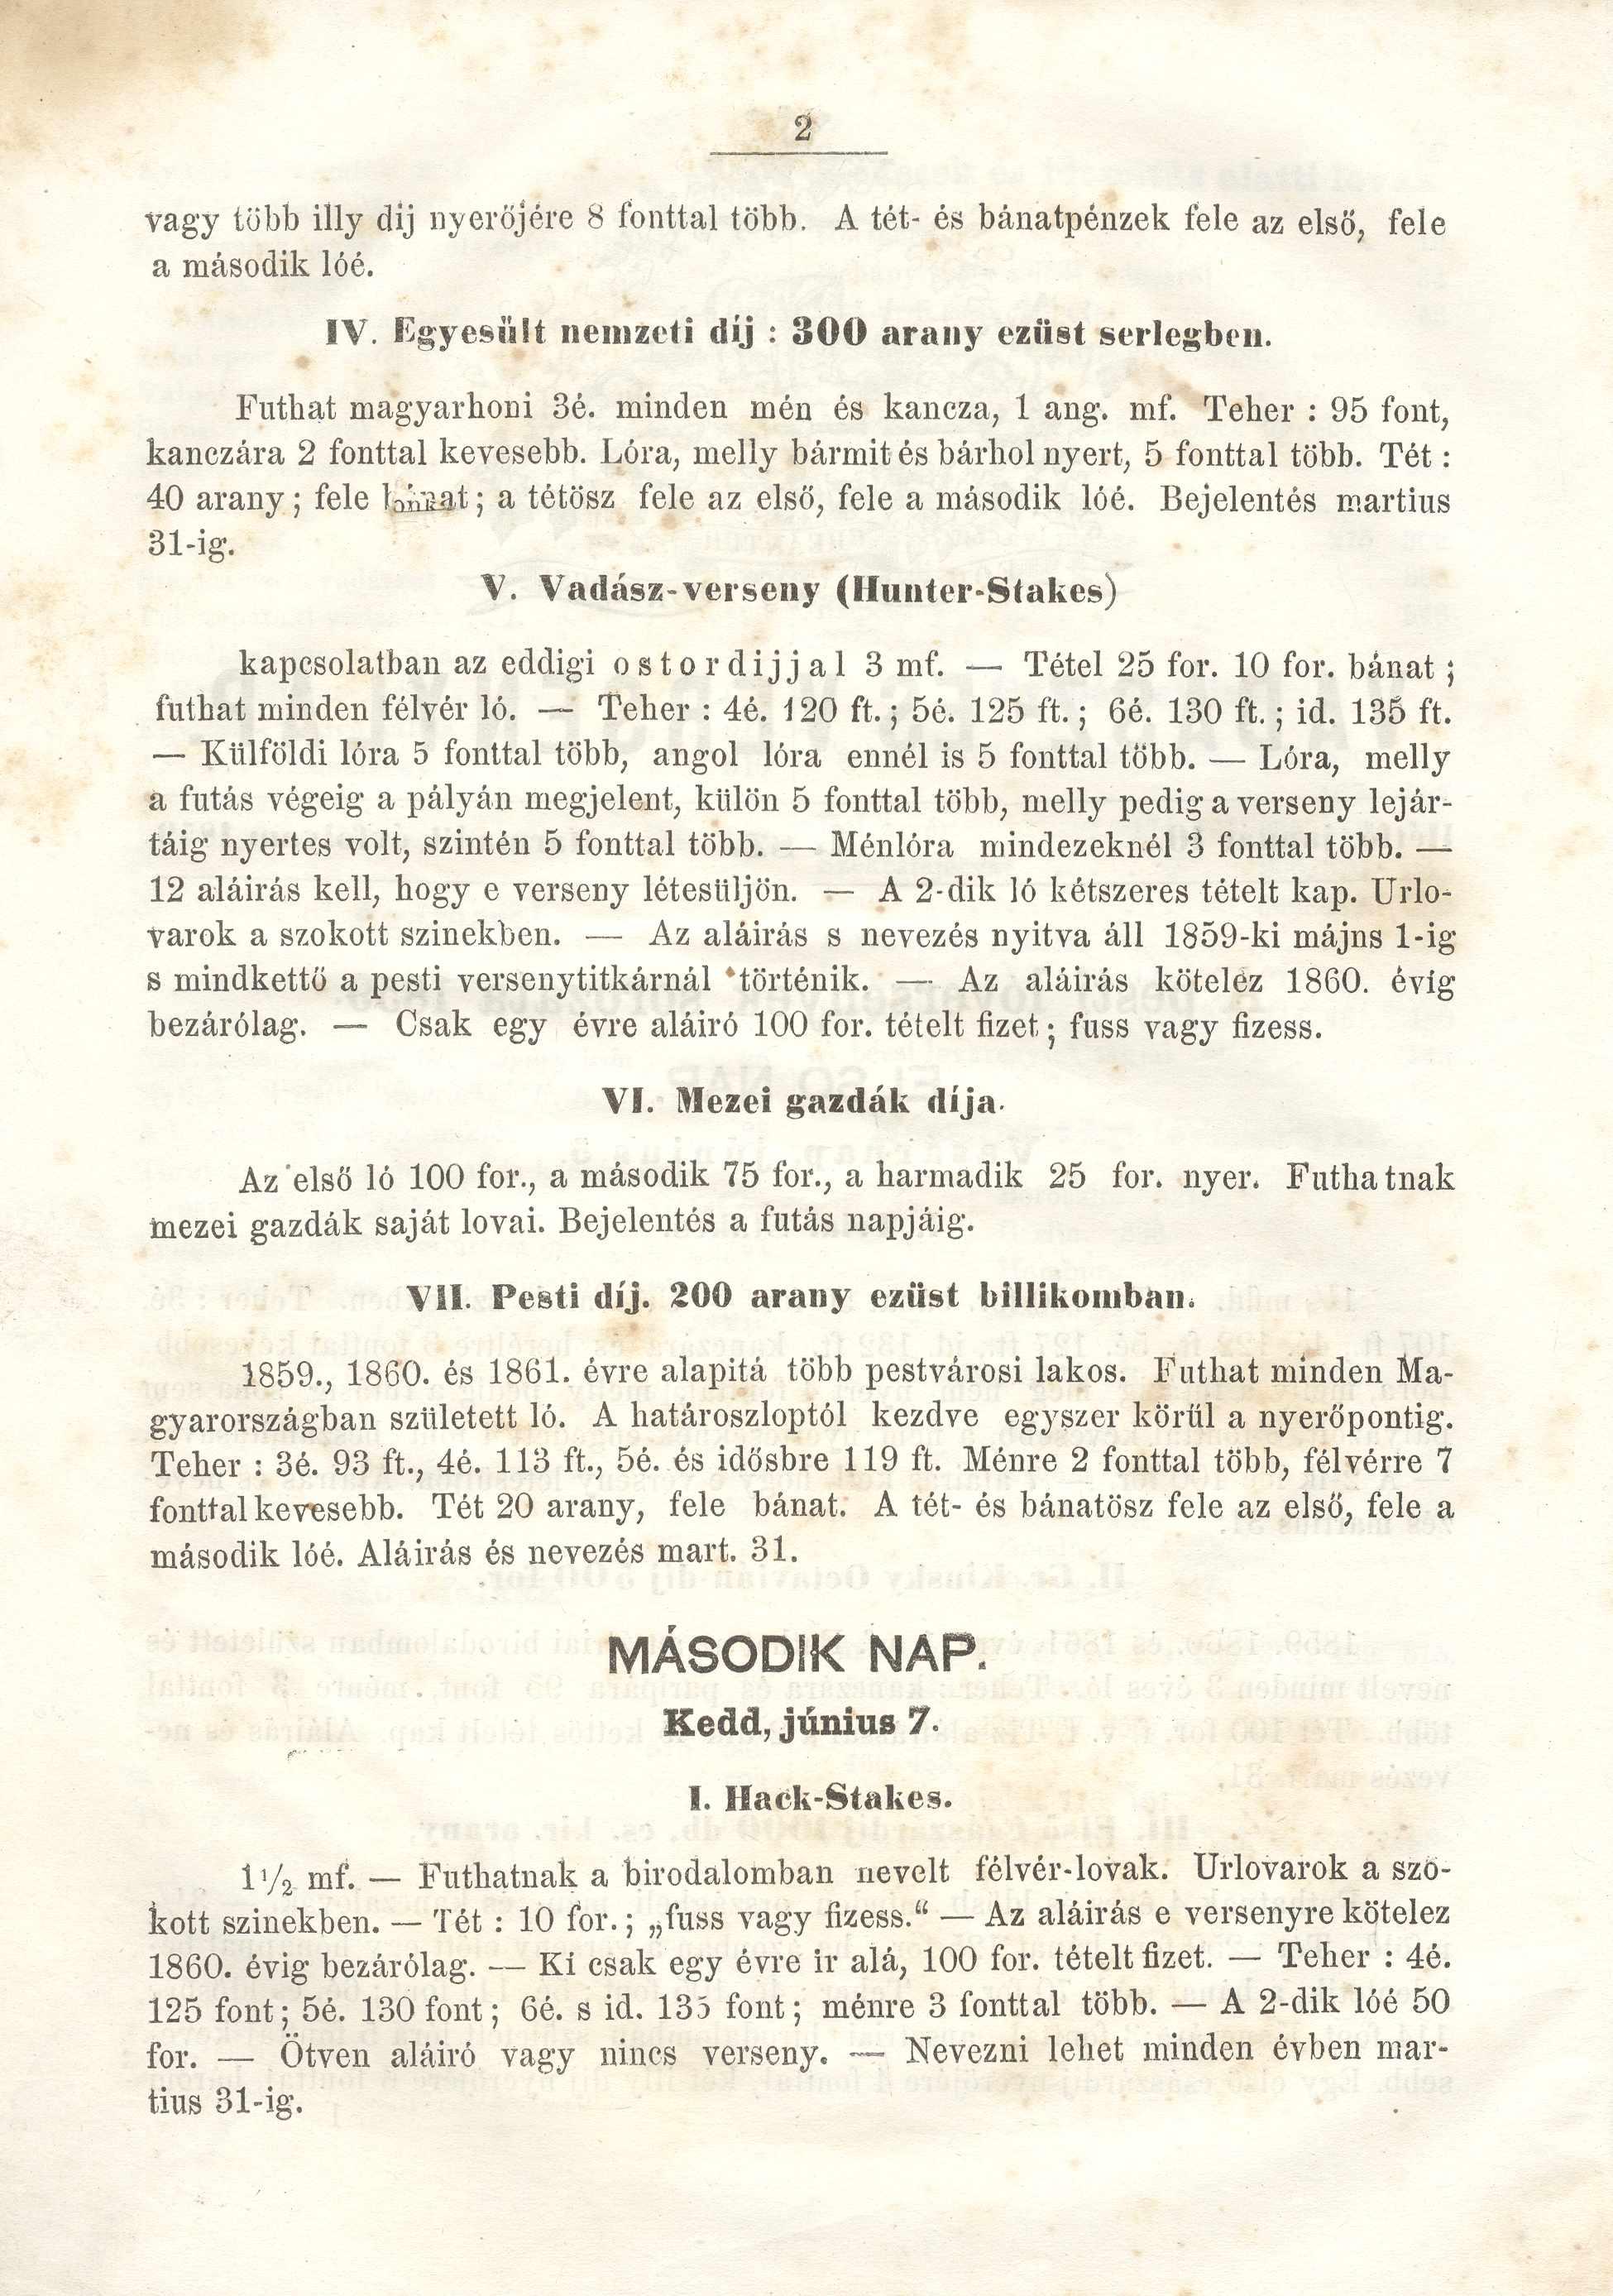 2
vagy több illy dij nyerőjére 8 fonttal több. A tét- és bánatpénzek fele az első, fele
a második lóé.
IV. Egyesült nemzeti díj : 300 arany ezüst serlegben.
Futhat magyarhoni 3é. minden mén és kancza, 1 ang. mf. Teher : 95 font,
kanczára 2 fonttal kevesebb. Lóra, melly bármit és bárhol nyert, 5 fonttal több. Tét :
40 arany ; fele bánat ; a tétösz fele az első, fele a második lóé. Bejelentés martius
31-ig.
V. Vadász-verseny (Hunter-Stakes)
kapcsolatban az eddigi ostordijjal 3 mf. — Tétel 25 for. 10 for. bánat ;
futhat minden félvér ló. — Teher : 4é. 120 ft. ; 5é. 125 ft. ; 6é. 130 ft. ; id. 135 ft.
— Külföldi lóra 5 fonttal több, angol lóra ennél is 5 fonttal több. — Lóra, melly
a futás végeig a pályán megjelent, külön 5 fonttal több, melly pedig a verseny lejár-
táig nyertes volt, szintén 5 fonttal több. — Ménlóra mindezeknél 3 fonttal több. —
12 aláirás kell, hogy e verseny létesüljön. — A 2-dik ló kétszeres tételt kap. Urlo-
varok a szokott szinekben. — Az aláirás s nevezés nyitva áll 1859-ki májns 1-ig
s mindkettő a pesti versenytitkárnál történik. — Az aláirás kötelez 1860. évig
bezárólag. — Csak egy évre aláiró 100 for. tételt fizet ; fuss vagy fizess.
VI. Mezei gazdák díja.
Az első ló 100 for., a második 75 for., a harmadik 25 for. nyer. Futhatnak
mezei gazdák saját lovai. Bejelentés a futás napjáig.
VII. Pesti díj. 200 arany ezüst billikomban.
1859., 1860. és 1861. évre alapitá több pestvárosi lakos. Futhat minden Ma-
gyarországban született ló. A határoszloptól kezdve egyszer körül a nyerőpontig.
Teher : 3é. 93 ft., 4é. 113 ft., 5é. és idősbre 119 ft. Ménre 2 fonttal több, félvérre 7
fonttal kevesebb. Tét 20 arany, fele bánat. A tét- és bánatösz fele az első, fele a
második lóé. Aláirás és nevezés mart. 31.
MÁSODIK NAP.
Kedd, június 7.
I. Hack-Stakes.
1½ mf. — Futhatnak a birodalomban nevelt félvér-lovak. Urlovarok a szo-
kott szinekben. — Tét : 10 for. ; „fuss vagy fizess.“ — Az aláirás e versenyre kötelez
1860. évig bezárólag. — Ki csak egy évre ir alá, 100 for. tételt fizet. — Teher : 4é.
125 font ; 5é. 130 font ; 6é. s id. 135 font ; ménre 3 fonttal több. — A 2-dik lóé 50
for. — Ötven aláiró vagy nincs verseny. — Nevezni lehet minden évben mar-
tius 31-ig.